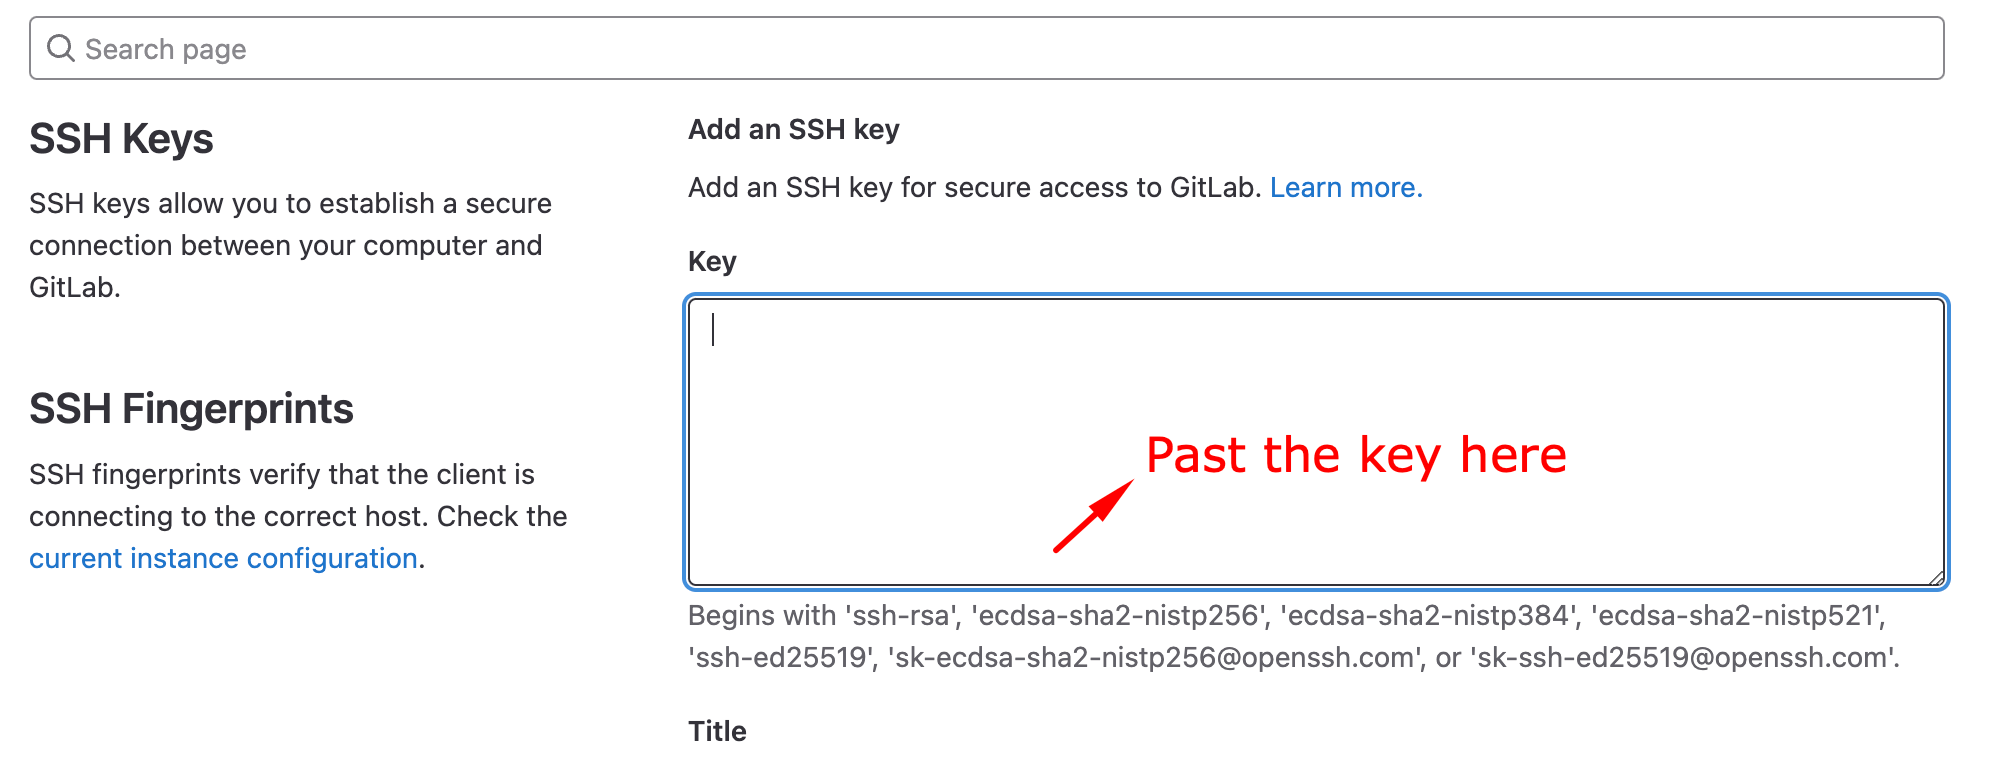 Search page
SSH Keys
SSH keys allow you to establish a secure
connection between your computer and
GitLab.
SSH Fingerprints
SSH fingerprints verify that the client is
connecting to the correct host. Check the
current instance configuration.
Add an SSH key
Add an SSH key for secure access to GitLab. Learn more.
Key
Past the key here
Begins with 'ssh-rsa', 'ecdsa-sha2-nistp256', 'ecdsa-sha2-nistp384', 'ecdsa-sha2-nistp521',
'ssh-ed25519', 'sk-ecdsa-sha2-nistp256@openssh.com', or 'sk-ssh-ed25519@openssh.com'.
Title